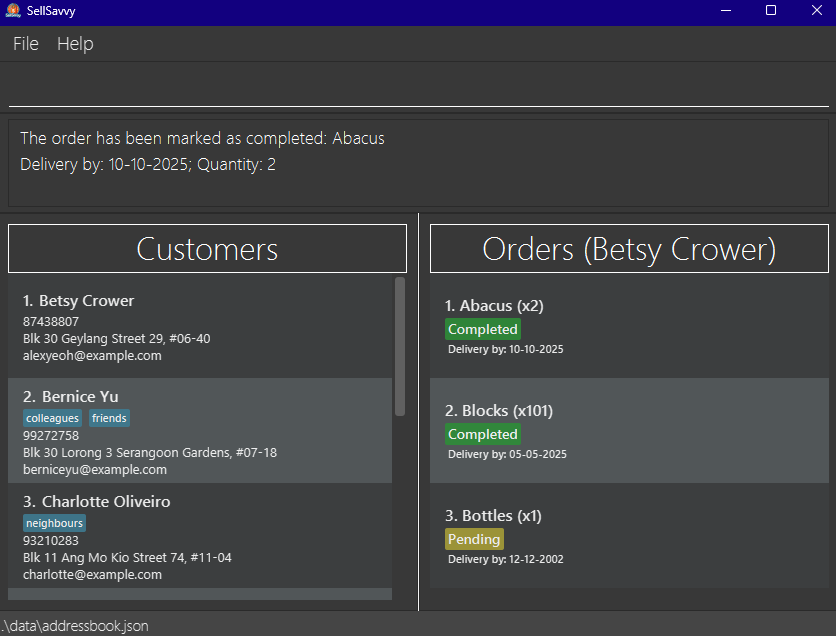 SellSavvy
File Help
The order has been marked as completed: Abacus
Delivery by: 10-10-2025; Quantity: 2
Customers
1. Betsy Crower
87438807
Blk 30 Geylang Street 29, #06-40
alexyeoh@example.com
2. Bernice Yu
colleagues friends
99272758
Blk 30 Lorong 3 Serangoon Gardens, #07-18
berniceyu@example.com
3. Charlotte Oliveiro
neighbours
93210283
Blk 11 Ang Mo Kio Street 74, #11-04
charlotte@example.com
Orders (Betsy Crower)
1. Abacus (x2)
Completed
Delivery by: 10-10-2025
2. Blocks (x101)
Completed
Delivery by: 05-05-2025
3. Bottles (x1)
Pending
Delivery by: 12-12-2002
.\data\addressbook.json